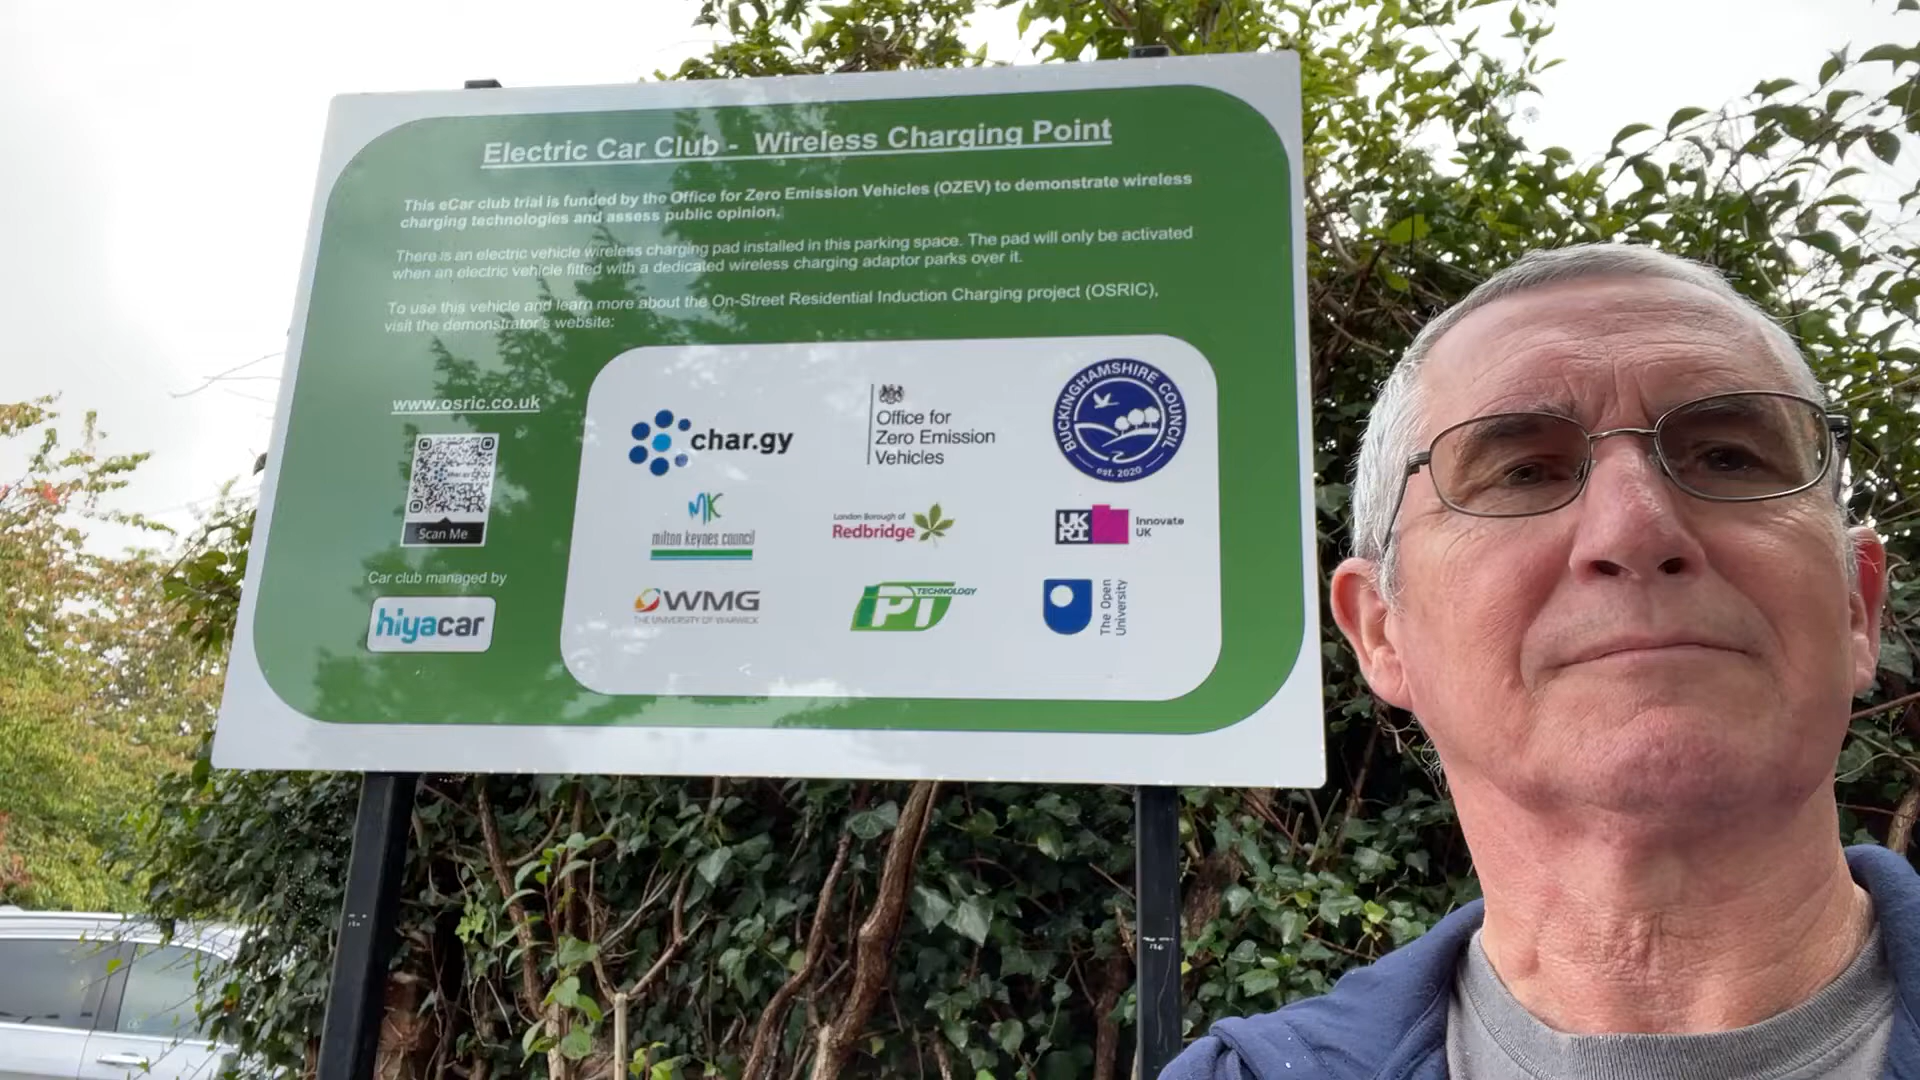 Electric Car Club - Wireless Charging Point
This eCar club trial is funded by the Office for Zero Emission Vehicles (OZEV) to demonstrate wireless
charging technologies and assess public opinion.
There is an electric vehicle wireless charging pad installed in this parking space. The pad will only be activated
when an electric vehicle fitted with a dedicated wireless charging adaptor parks over it.
To use this vehicle and learn more about the On-Street Residential Induction Charging project (OSRIC),
visit the demonstrator's website:
www.osric.co.uk
Scan Me
Car club managed by
hiyacar
char.gy
Office for
Zero Emission
Vehicles
BUCKINGHAMSHIRE COUNCIL
est. 2020
MK
milton keynes council
London Borough of
Redbridge
UK
RI
Innovate
UK
WMG
THE UNIVERSITY OF WARWICK
IPT
TECHNOLOGY
The Open
University